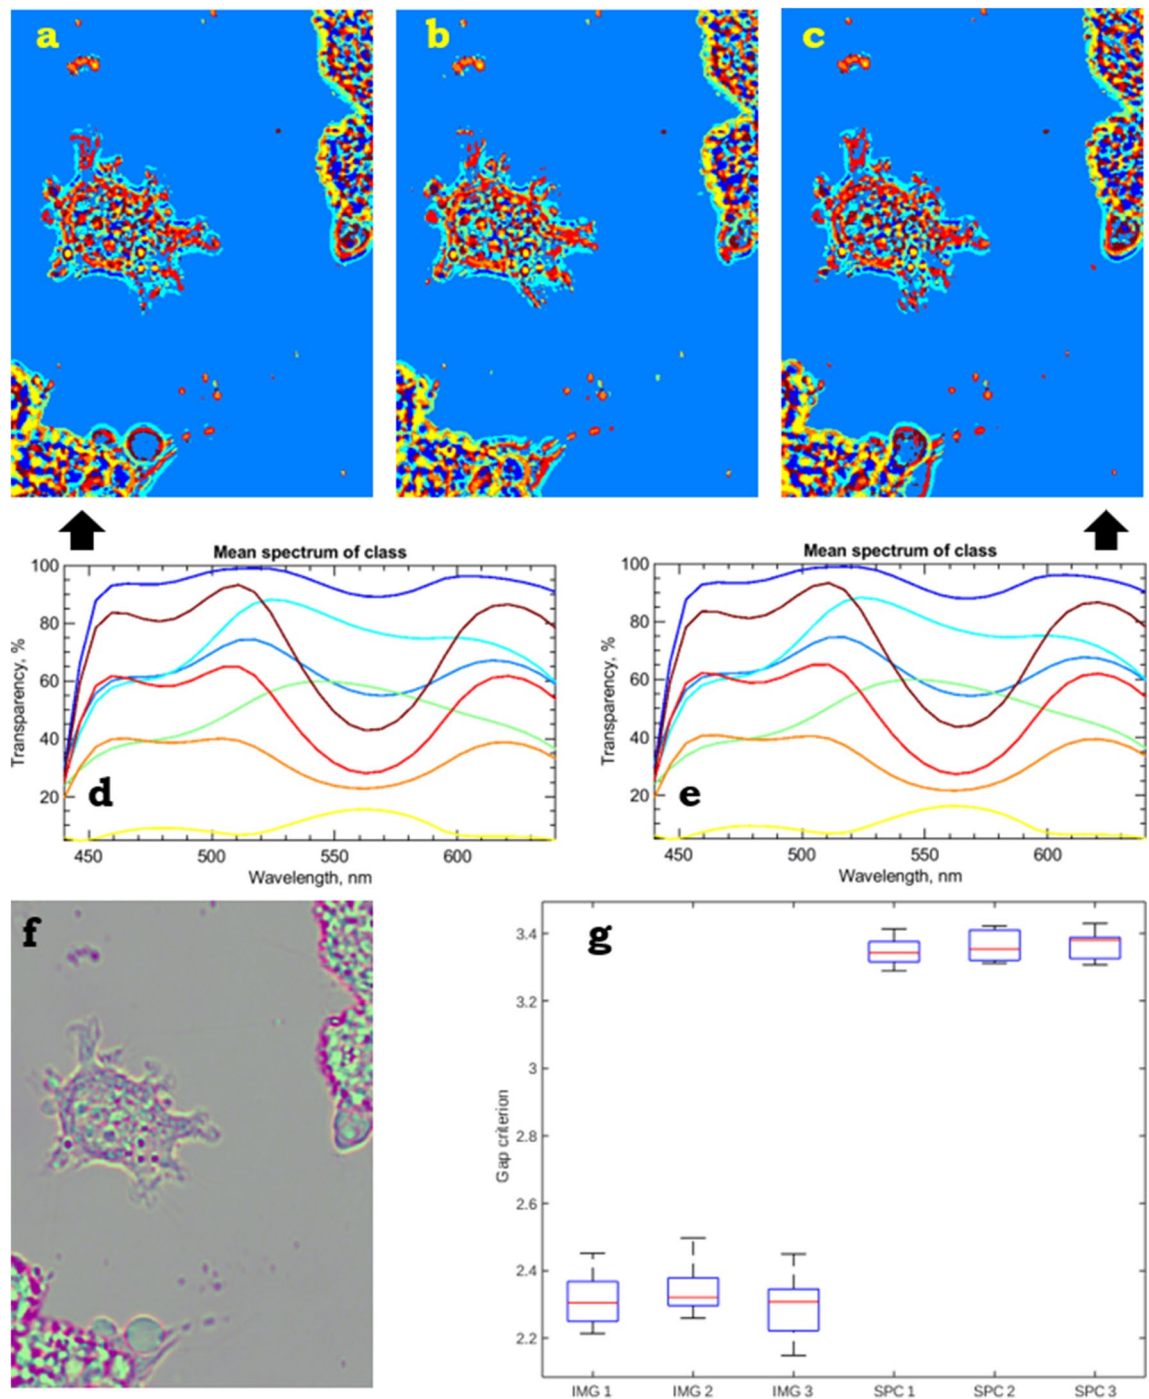 a
b
c
Mean spectrum of class
100
80
60
40
20
Transparency, %
d
450
500
550
600
Wavelength, nm
Mean spectrum of class
100
80
60
40
20
Transparency, %
e
450
500
550
600
Wavelength, nm
f
g
3.4
3.2
3
2.8
2.6
2.4
2.2
Gap criterion
IMG 1
IMG 2
IMG 3
SPC 1
SPC 2
SPC 3